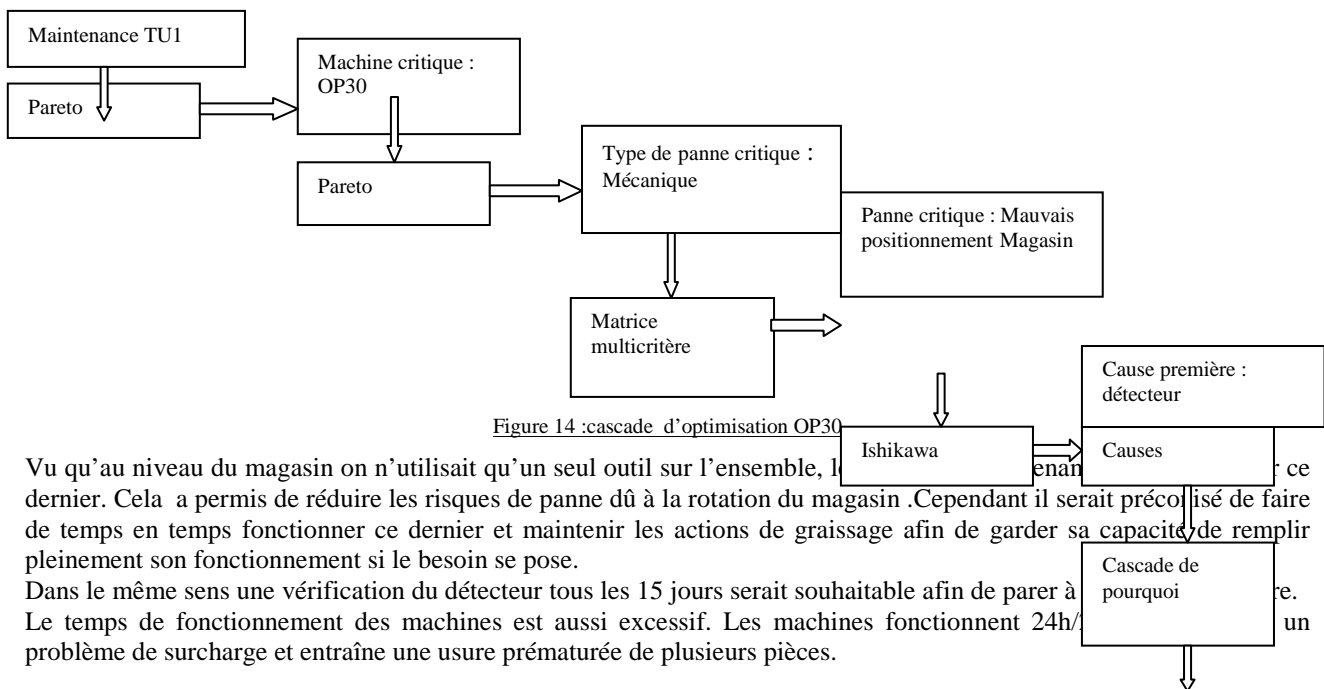 Maintenance TU1
Pareto
Machine critique :
OP30
Pareto
Type de panne critique :
Mécanique
Panne critique : Mauvais
positionnement Magasin
Matrice
multicritère
Cause première :
détecteur
Figure 14 :cascade d’optimisation OP30
Ishikawa
Causes
Vu qu’au niveau du magasin on n’utilisait qu’un seul outil sur l’ensemble, ce
dernier. Cela a permis de réduire les risques de panne dû à la rotation du magasin .Cependant il serait préconisé de faire
de temps en temps fonctionner ce dernier et maintenir les actions de graissage afin de garder sa capacité de remplir
pleinement son fonctionnement si le besoin se pose.
Cascade de
pourquoi
Dans le même sens une vérification du détecteur tous les 15 jours serait souhaitable afin de parer à
Le temps de fonctionnement des machines est aussi excessif. Les machines fonctionnent un
problème de surcharge et entraîne une usure prématurée de plusieurs pièces.